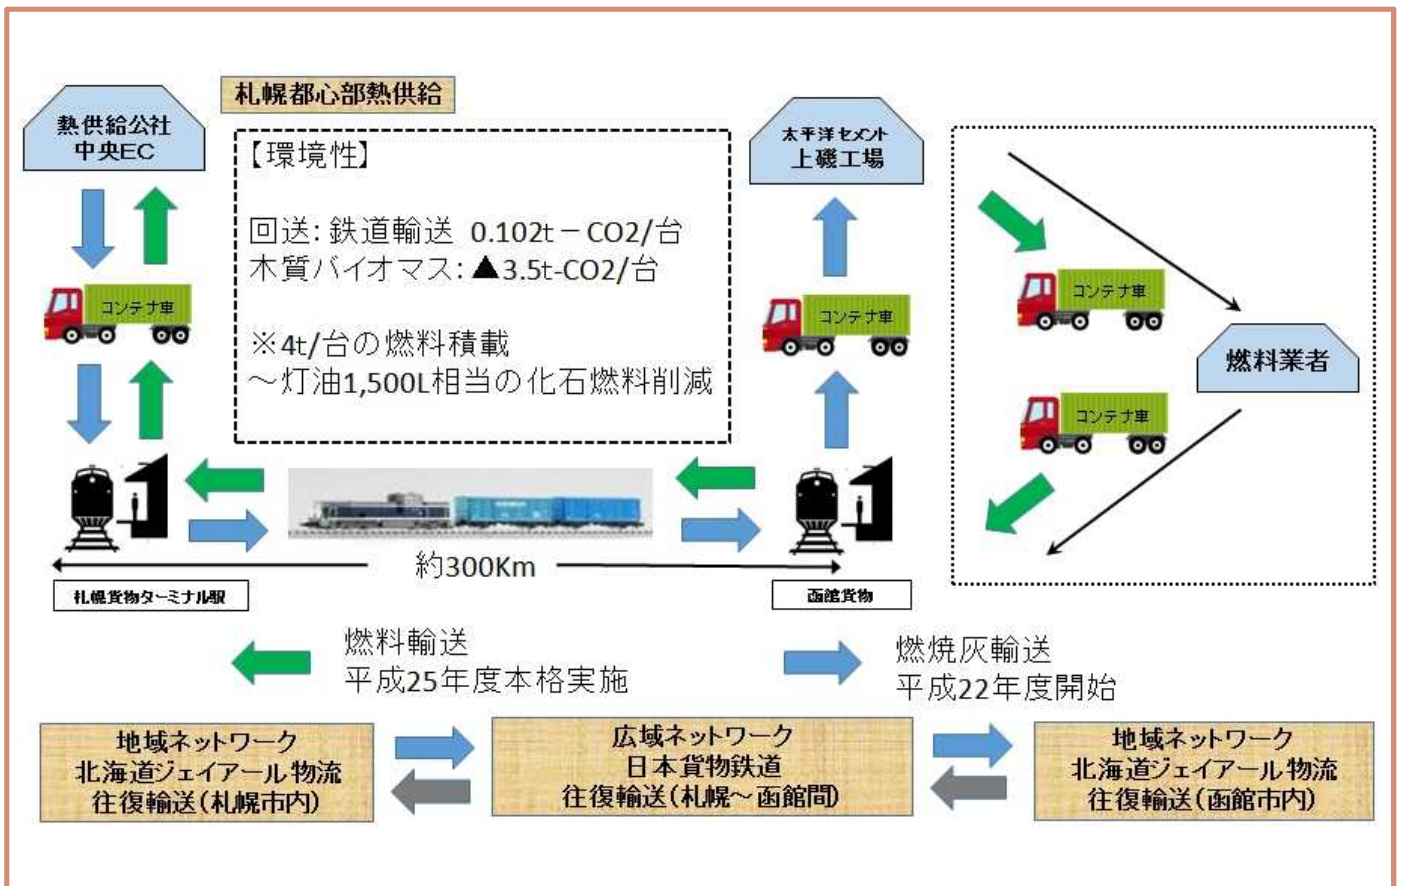 札幌都心部熱供給
熱供給公社
中央EC
【環境性】
回送: 鉄道輸送 0.102t－CO2/台
木質バイオマス: ▲3.5t-CO2/台
※4t/台の燃料積載
～灯油1,500L相当の化石燃料削減
太平洋セメント
上磯工場
コンテナ車
コンテナ車
コンテナ車
コンテナ車
燃料業者
約300Km
札幌貨物ターミナル駅
函館貨物
燃料輸送
平成25年度本格実施
燃焼灰輸送
平成22年度開始
地域ネットワーク
北海道ジェイアール物流
往復輸送(札幌市内)
広域ネットワーク
日本貨物鉄道
往復輸送(札幌～函館間)
地域ネットワーク
北海道ジェイアール物流
往復輸送(函館市内)